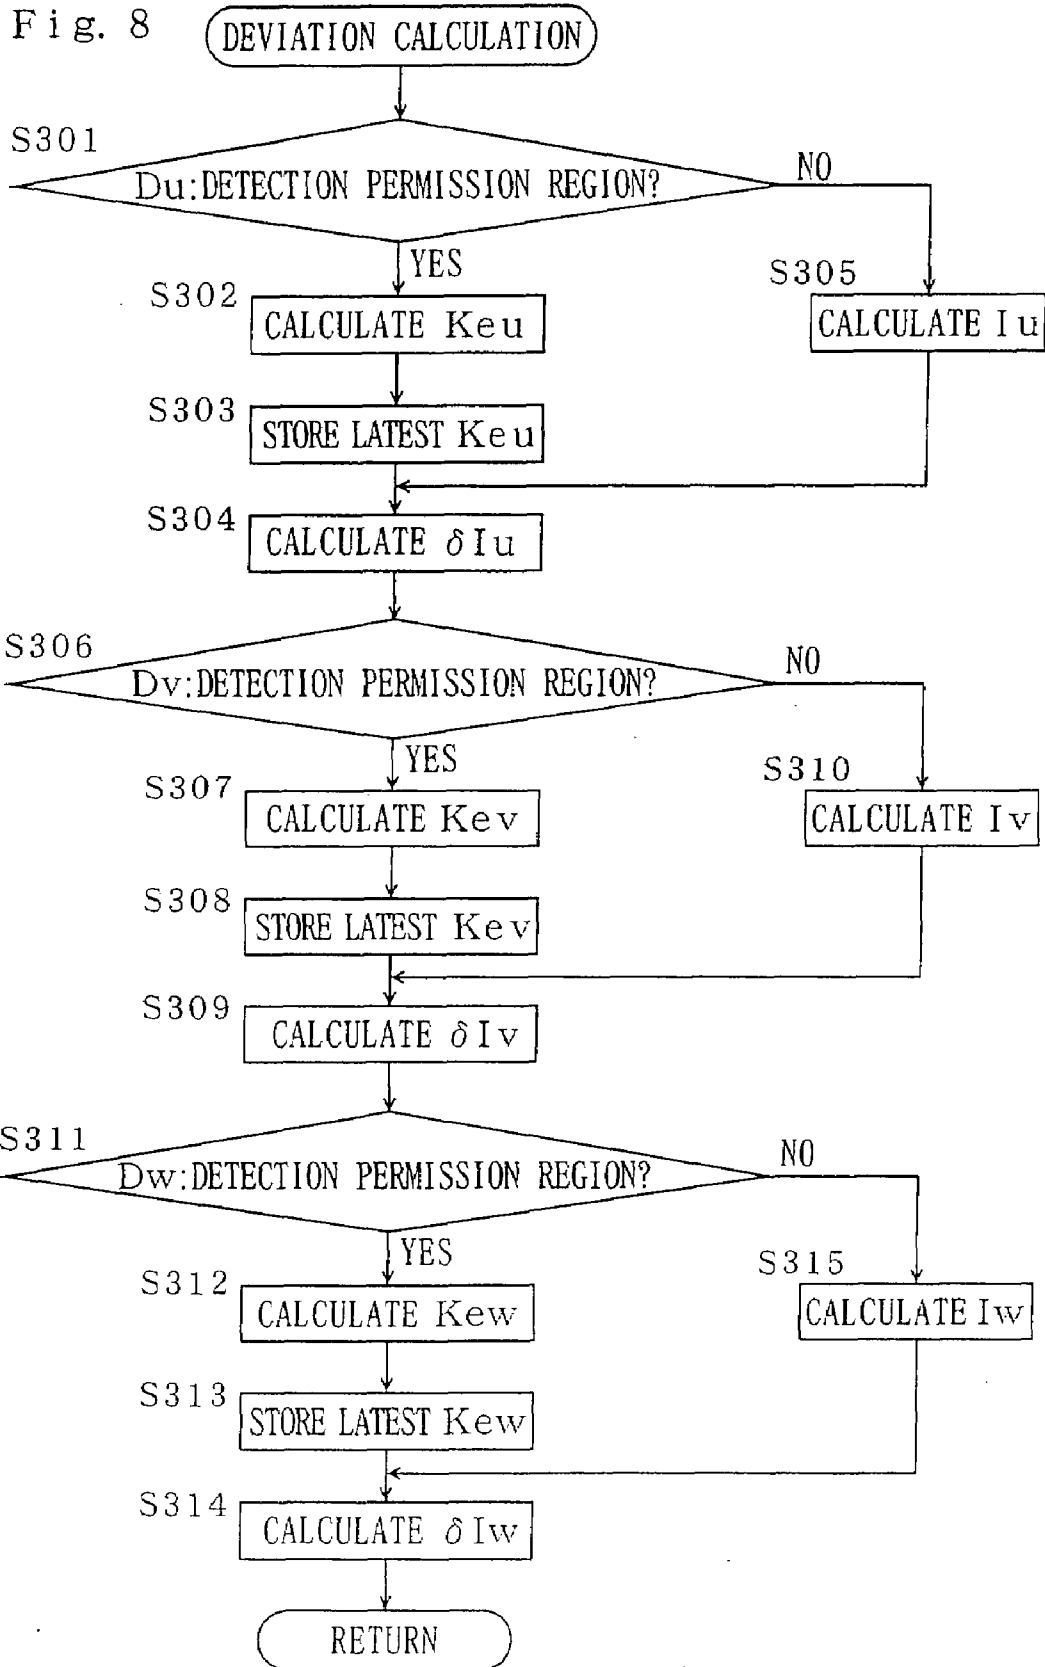 Fig. 8
DEVIATION CALCULATION
S301
Du:DETECTION PERMISSION REGION?
NO
YES
S302
CALCULATE Keu
S305
CALCULATE Iu
S303
STORE LATEST Keu
S304
CALCULATE δIu
S306
Dv:DETECTION PERMISSION REGION?
NO
YES
S307
CALCULATE Kev
S310
CALCULATE Iv
S308
STORE LATEST Kev
S309
CALCULATE δIv
S311
Dw:DETECTION PERMISSION REGION?
NO
YES
S312
CALCULATE Kew
S315
CALCULATE Iw
S313
STORE LATEST Kew
S314
CALCULATE δIw
RETURN